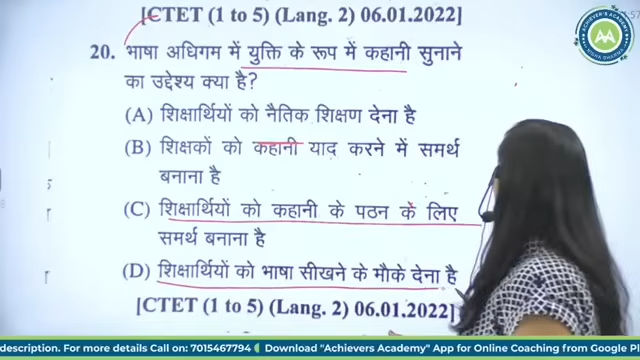 [CTET (1 to 5) (Lang. 2) 06.01.2022]
20. भाषा अधिगम में युक्ति के रूप में कहानी सुनाने
का उद्देश्य क्या है?
(A) शिक्षार्थियों को नैतिक शिक्षण देना है
(B) शिक्षकों को कहानी याद करने में समर्थ
बनाना है
(C) शिक्षार्थियों को कहानी के पठन के लिए
समर्थ बनाना है
(D) शिक्षार्थियों को भाषा सीखने के मौके देना है
[CTET (1 to 5) (Lang. 2) 06.01.2022]
description. For more details Call on: 7015467794 Download "Achievers Academy" App for Online Coaching from Google Pl